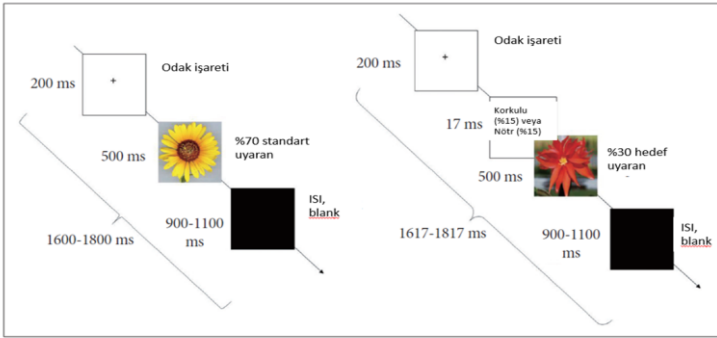 Odak işareti
200 ms
+
500 ms
%70 standart
uyaran
ISI,
blank
900-1100
ms
1600-1800 ms
Odak işareti
200 ms
+
Korkulu
(%15) veya
Nötr (%15)
17 ms
%30 hedef
uyaran
500 ms
ISI,
blank
900-1100
ms
1617-1817 ms